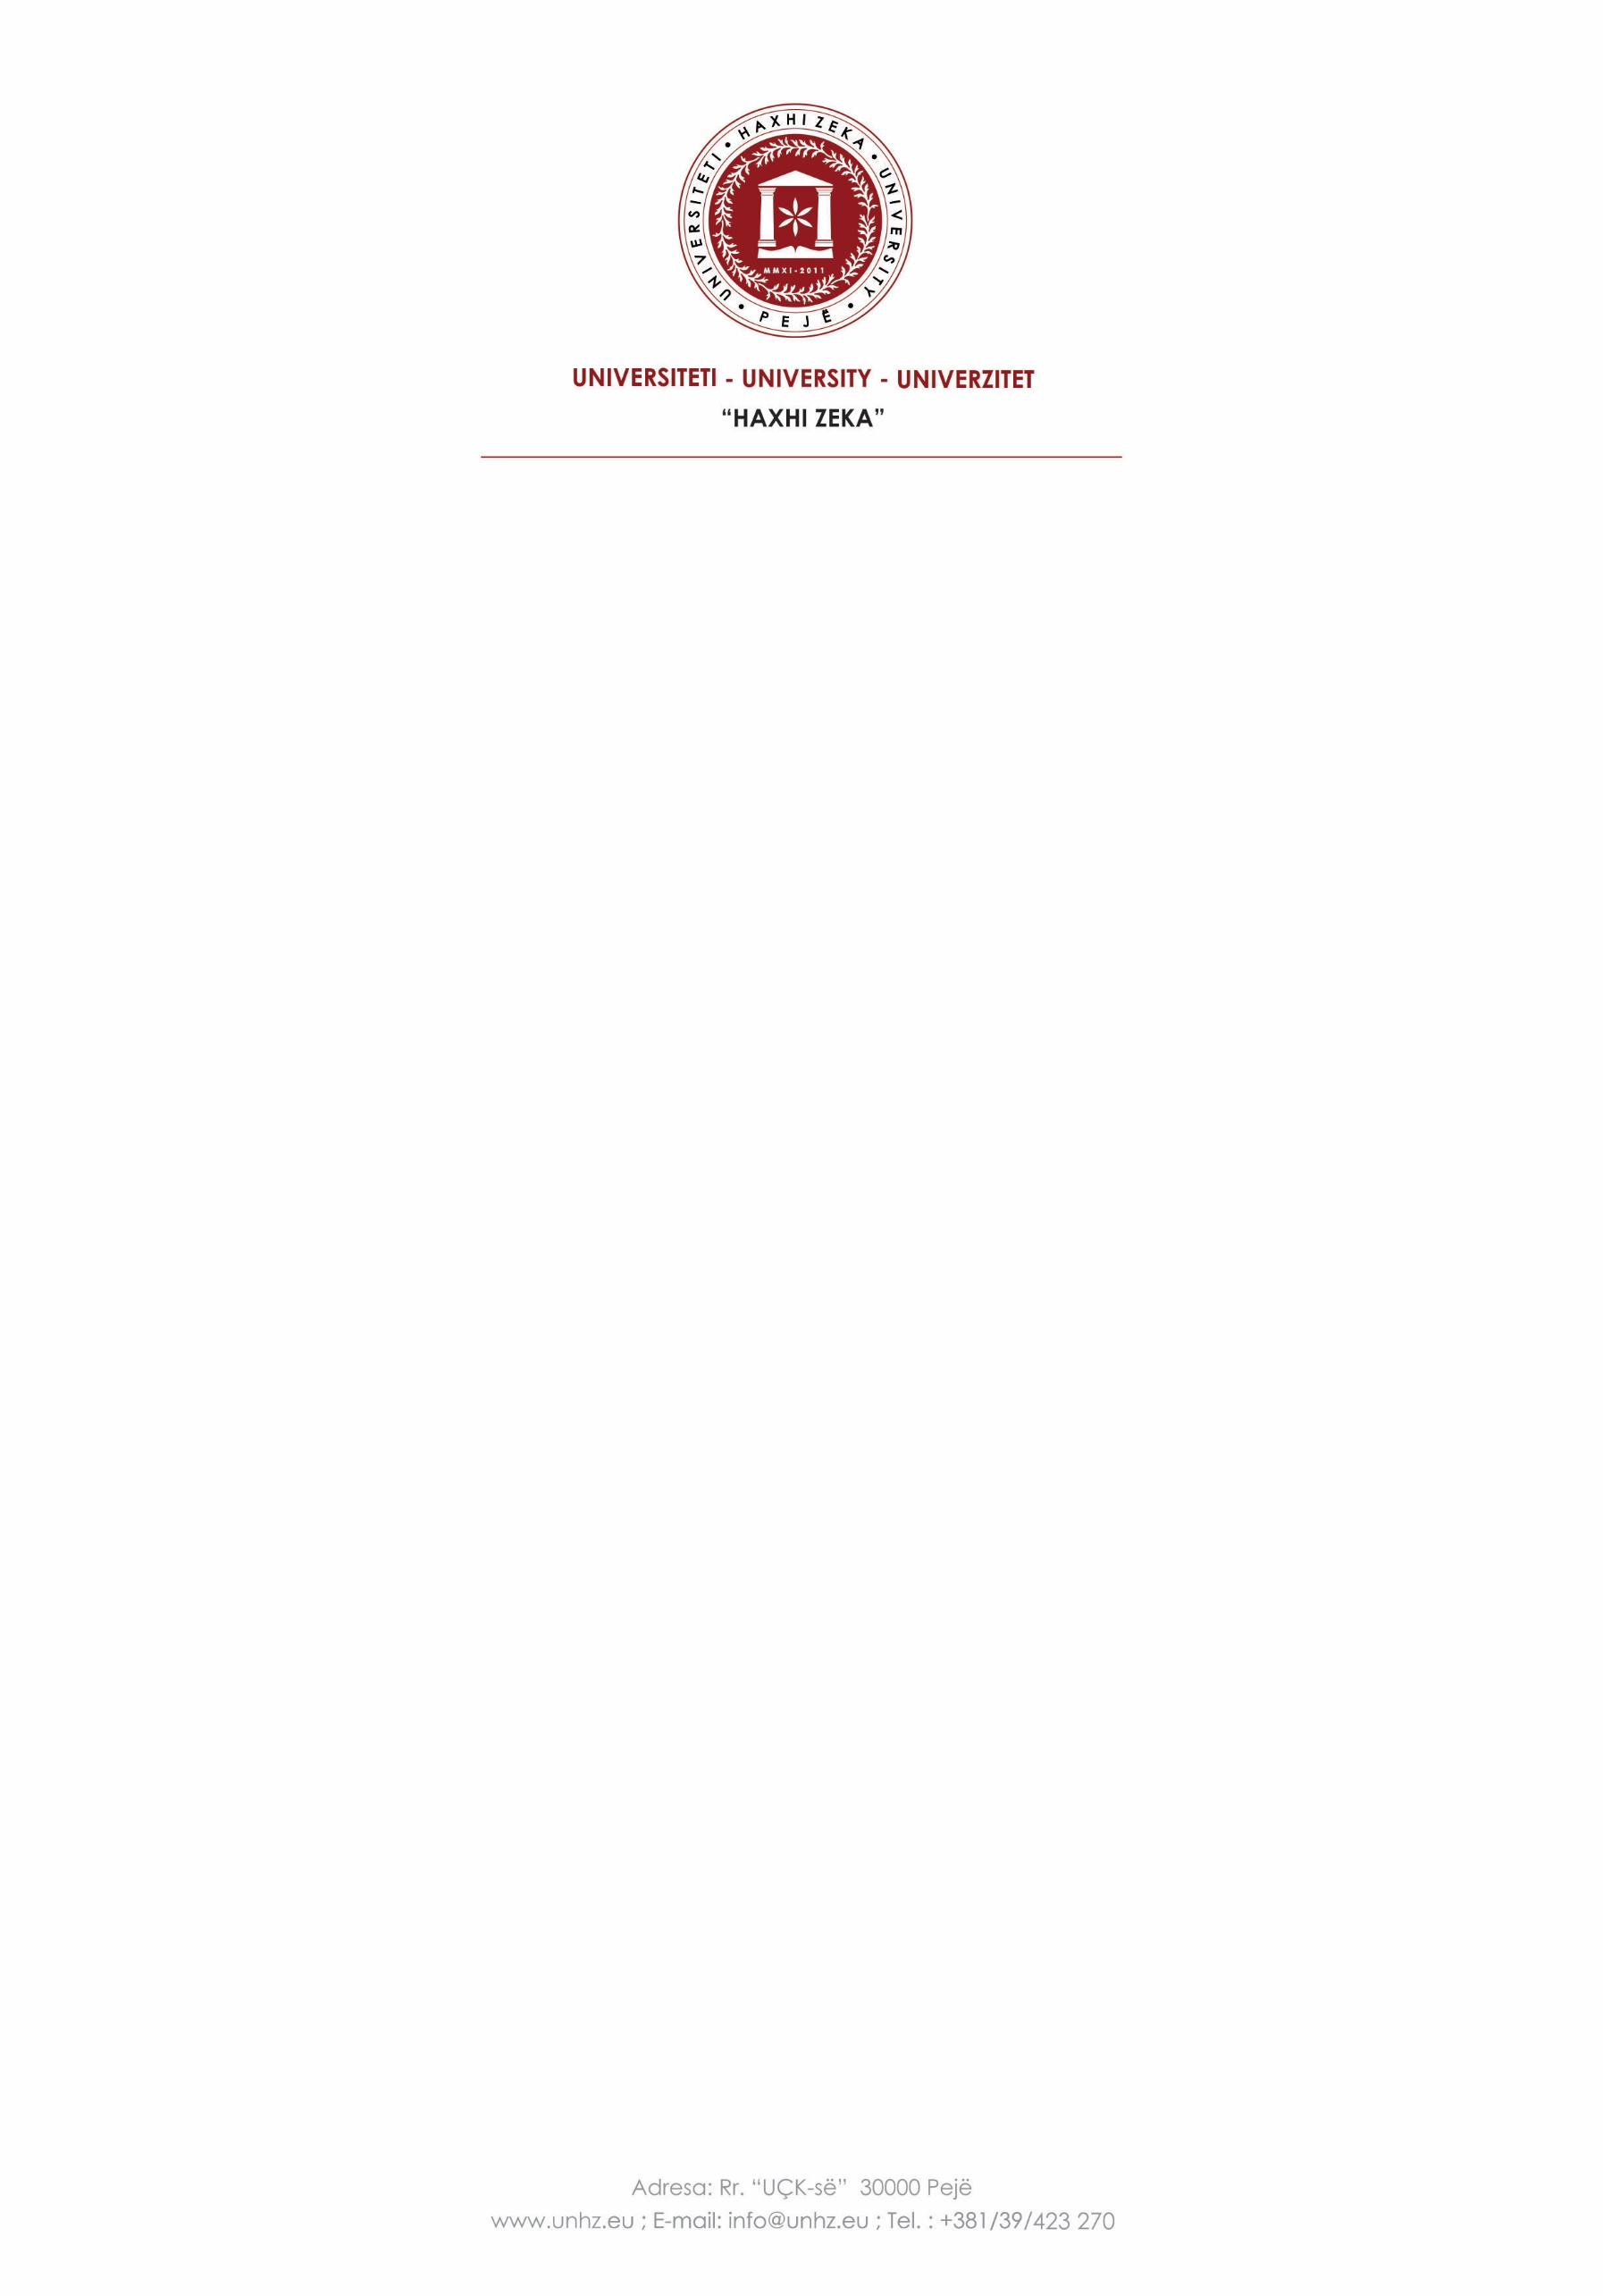 UNIVERSITETI • HAXHI ZEKA • UNIVERSITY • PEJË •
MMXI-2011
UNIVERSITETI - UNIVERSITY - UNIVERZITET
“HAXHI ZEKA”
Adresa: Rr. “UÇK-së” 30000 Pejë
www.unhz.eu ; E-mail: info@unhz.eu ; Tel. : +381/39/423 270